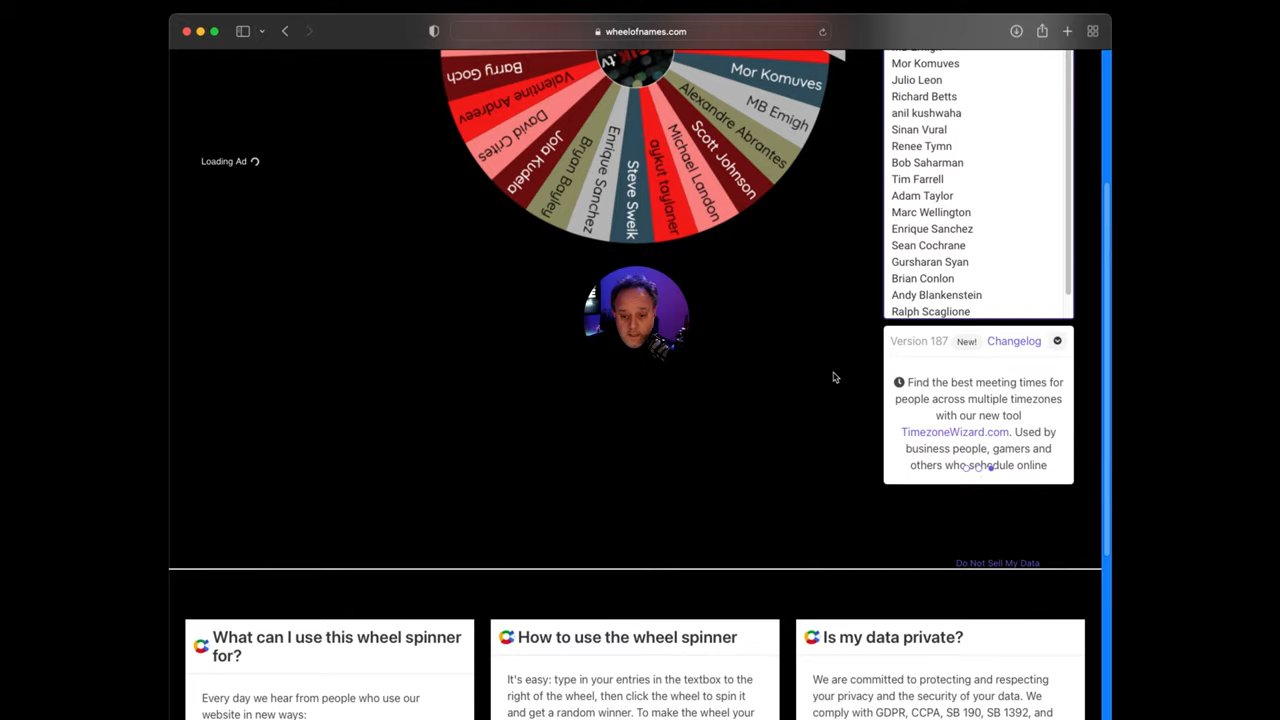 wheelofnames.com
Barry Goch
Valentine Andreev
David Crites
Jola Kudela
Bryan Bayley
Enrique Sanchez
Steve Sweik
aykut taylaner
Michael Landon
Scott Johnson
Alexandre Abrantes
MB Emigh
Mor Komuves
Loading Ad
MB Emigh
Mor Komuves
Julio Leon
Richard Betts
anil kushwaha
Sinan Vural
Renee Tymn
Bob Saharman
Tim Farrell
Adam Taylor
Marc Wellington
Enrique Sanchez
Sean Cochrane
Gursharan Syan
Brian Conlon
Andy Blankenstein
Ralph Scaglione
Version 187 New! Changelog
Find the best meeting times for
people across multiple timezones
with our new tool
TimezoneWizard.com. Used by
business people, gamers and
others who schedule online
Do Not Sell My Data
What can I use this wheel spinner
for?
Every day we hear from people who use our
website in new ways:
How to use the wheel spinner
It's easy: type in your entries in the textbox to the
right of the wheel, then click the wheel to spin it
and get a random winner. To make the wheel your
Is my data private?
We are committed to protecting and respecting
your privacy and the security of your data. We
comply with GDPR, CCPA, SB 190, SB 1392, and